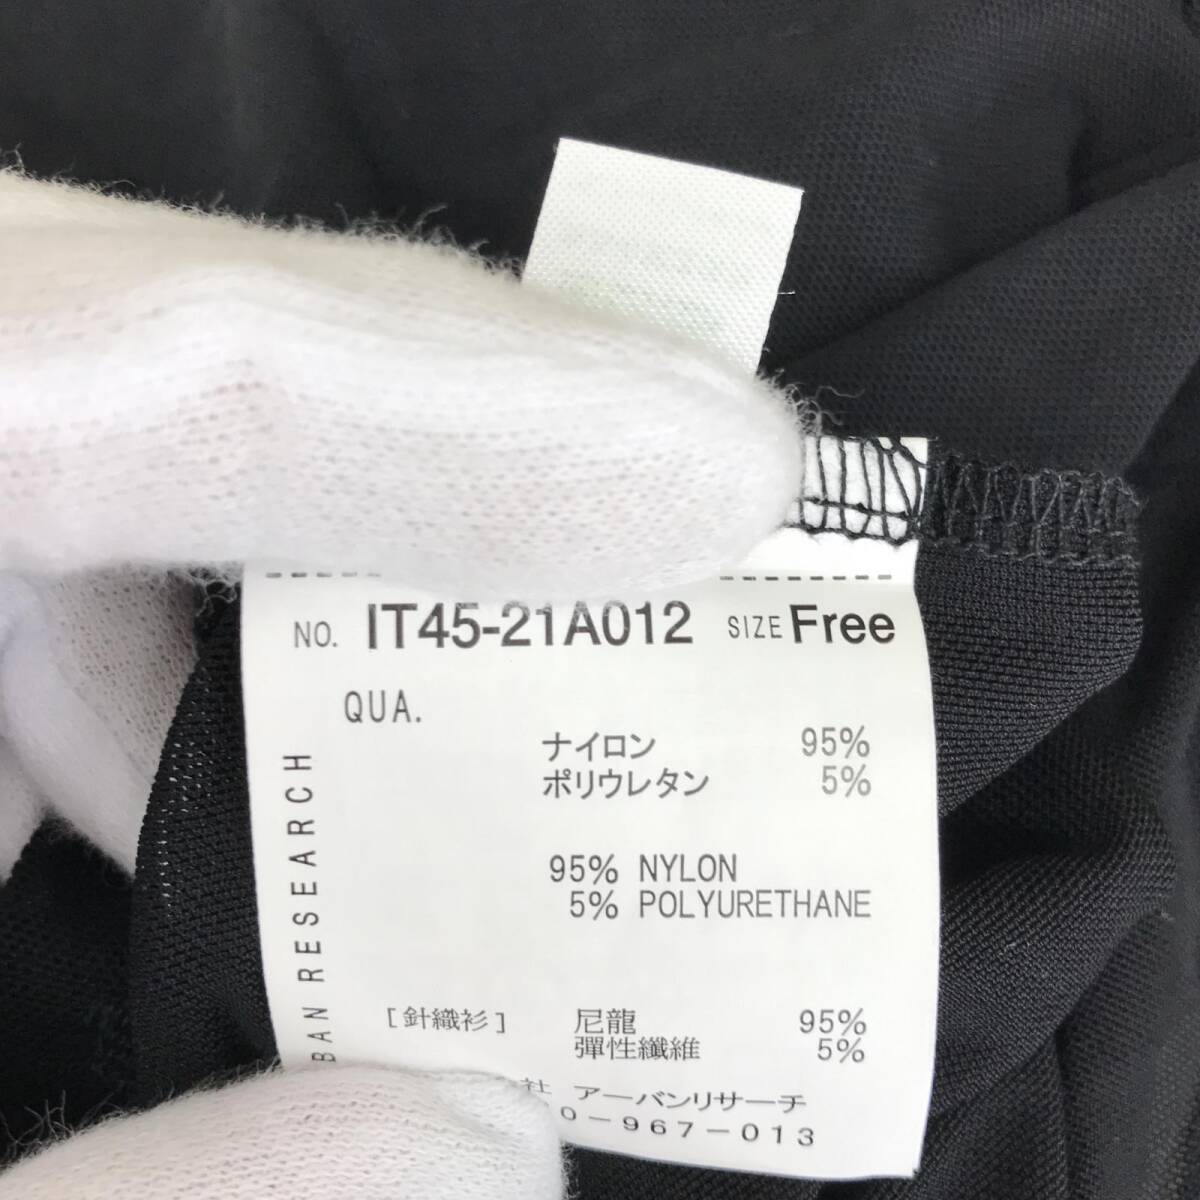 NO. IT45-21A012 SIZE Free
QUA.
ナイロン 95%
ポリウレタン 5%
95% NYLON
5% POLYURETHANE
[針織衫] 尼龍 95%
彈性纖維 5%
社 アーバンリサーチ
0-967-013
BAN RESEARCH